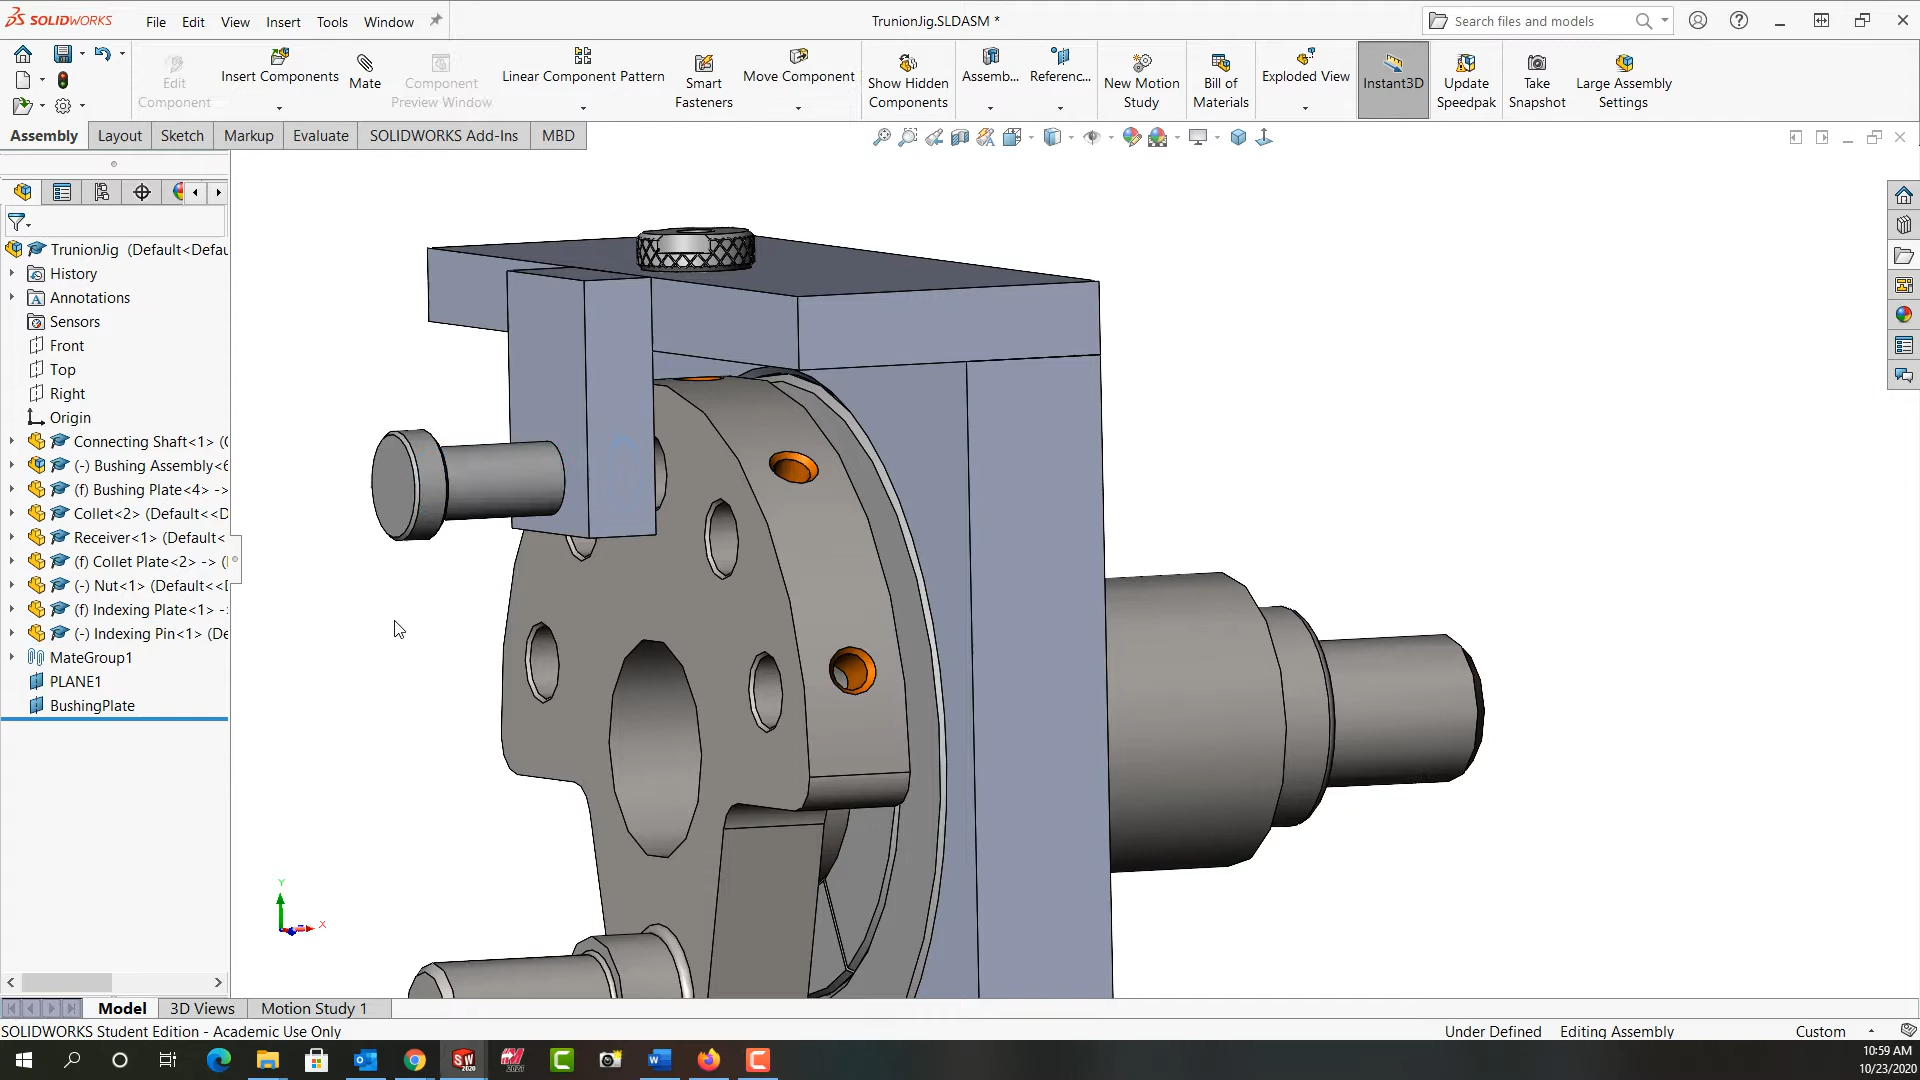 SOLIDWORKS File Edit View Insert Tools Window TrunionJig.SLDASM * Search files and models
Edit Component
Insert Components
Mate
Component Preview Window
Linear Component Pattern
Smart Fasteners
Move Component
Show Hidden Components
Assemb...
Referenc...
New Motion Study
Bill of Materials
Exploded View
Instant3D
Update Speedpak
Take Snapshot
Large Assembly Settings
Assembly Layout Sketch Markup Evaluate SOLIDWORKS Add-Ins MBD
TrunionJig (Default<Defau
History
Annotations
Sensors
Front
Top
Right
Origin
Connecting Shaft<1> (
(-) Bushing Assembly<6
(f) Bushing Plate<4> ->
Collet<2> (Default<<D
Receiver<1> (Default<
(f) Collet Plate<2> -> (
(-) Nut<1> (Default<<D
(f) Indexing Plate<1> -
(-) Indexing Pin<1> (De
MateGroup1
PLANE1
BushingPlate
Y
X
Model 3D Views Motion Study 1
SOLIDWORKS Student Edition - Academic Use Only Under Defined Editing Assembly Custom
10:59 AM
10/23/2020